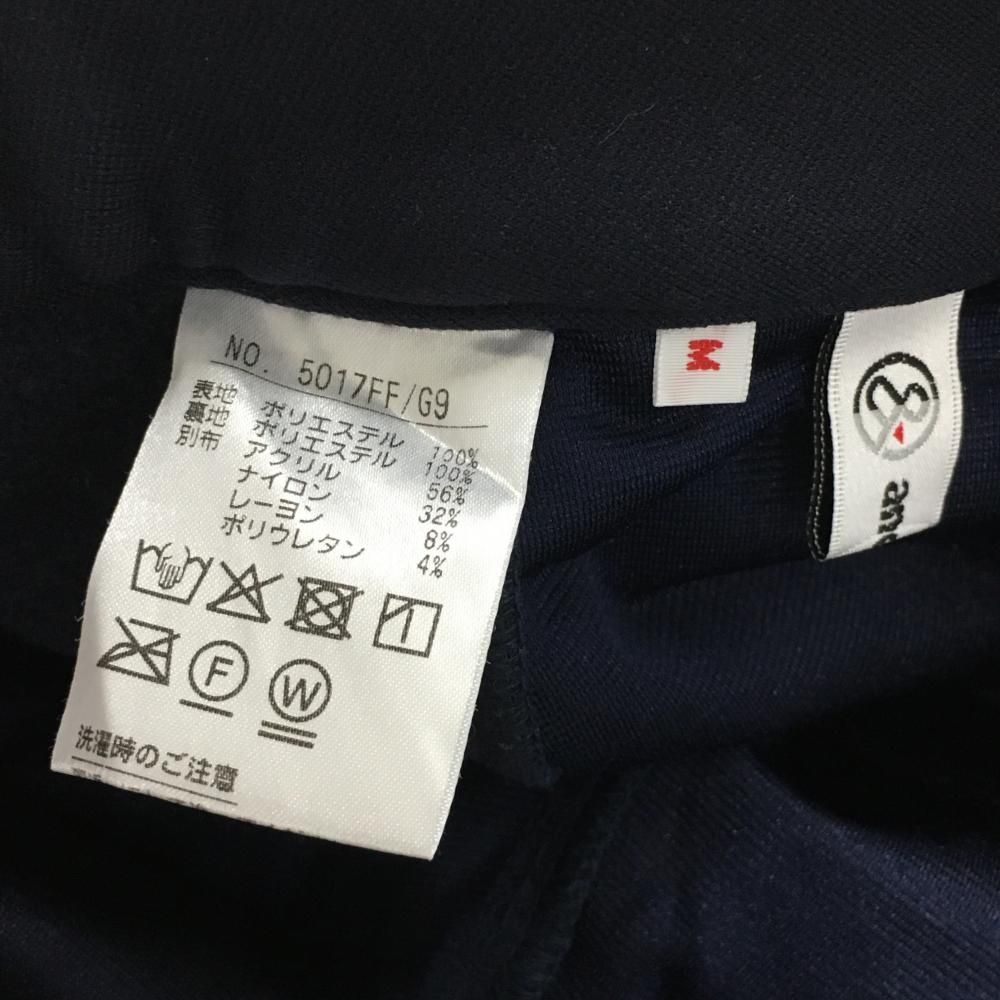 NO. 5017FF/G9
表地 ポリエステル 100%
裏地 ポリエステル 100%
別布 アクリル 56%
ナイロン 32%
レーヨン 8%
ポリウレタン 4%
F
W
洗濯時のご注意
M